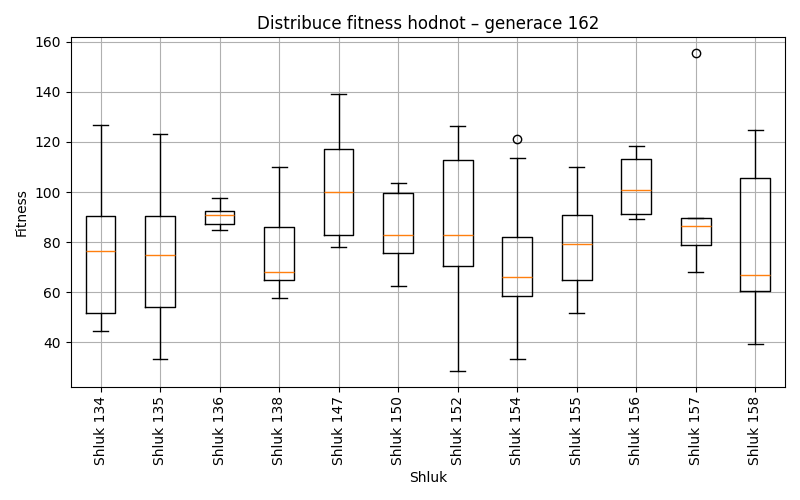 Distribuce fitness hodnot – generace 162
Fitness
160
140
120
100
80
60
40
Shluk 134
Shluk 135
Shluk 136
Shluk 138
Shluk 147
Shluk 150
Shluk 152
Shluk 154
Shluk 155
Shluk 156
Shluk 157
Shluk 158
Shluk